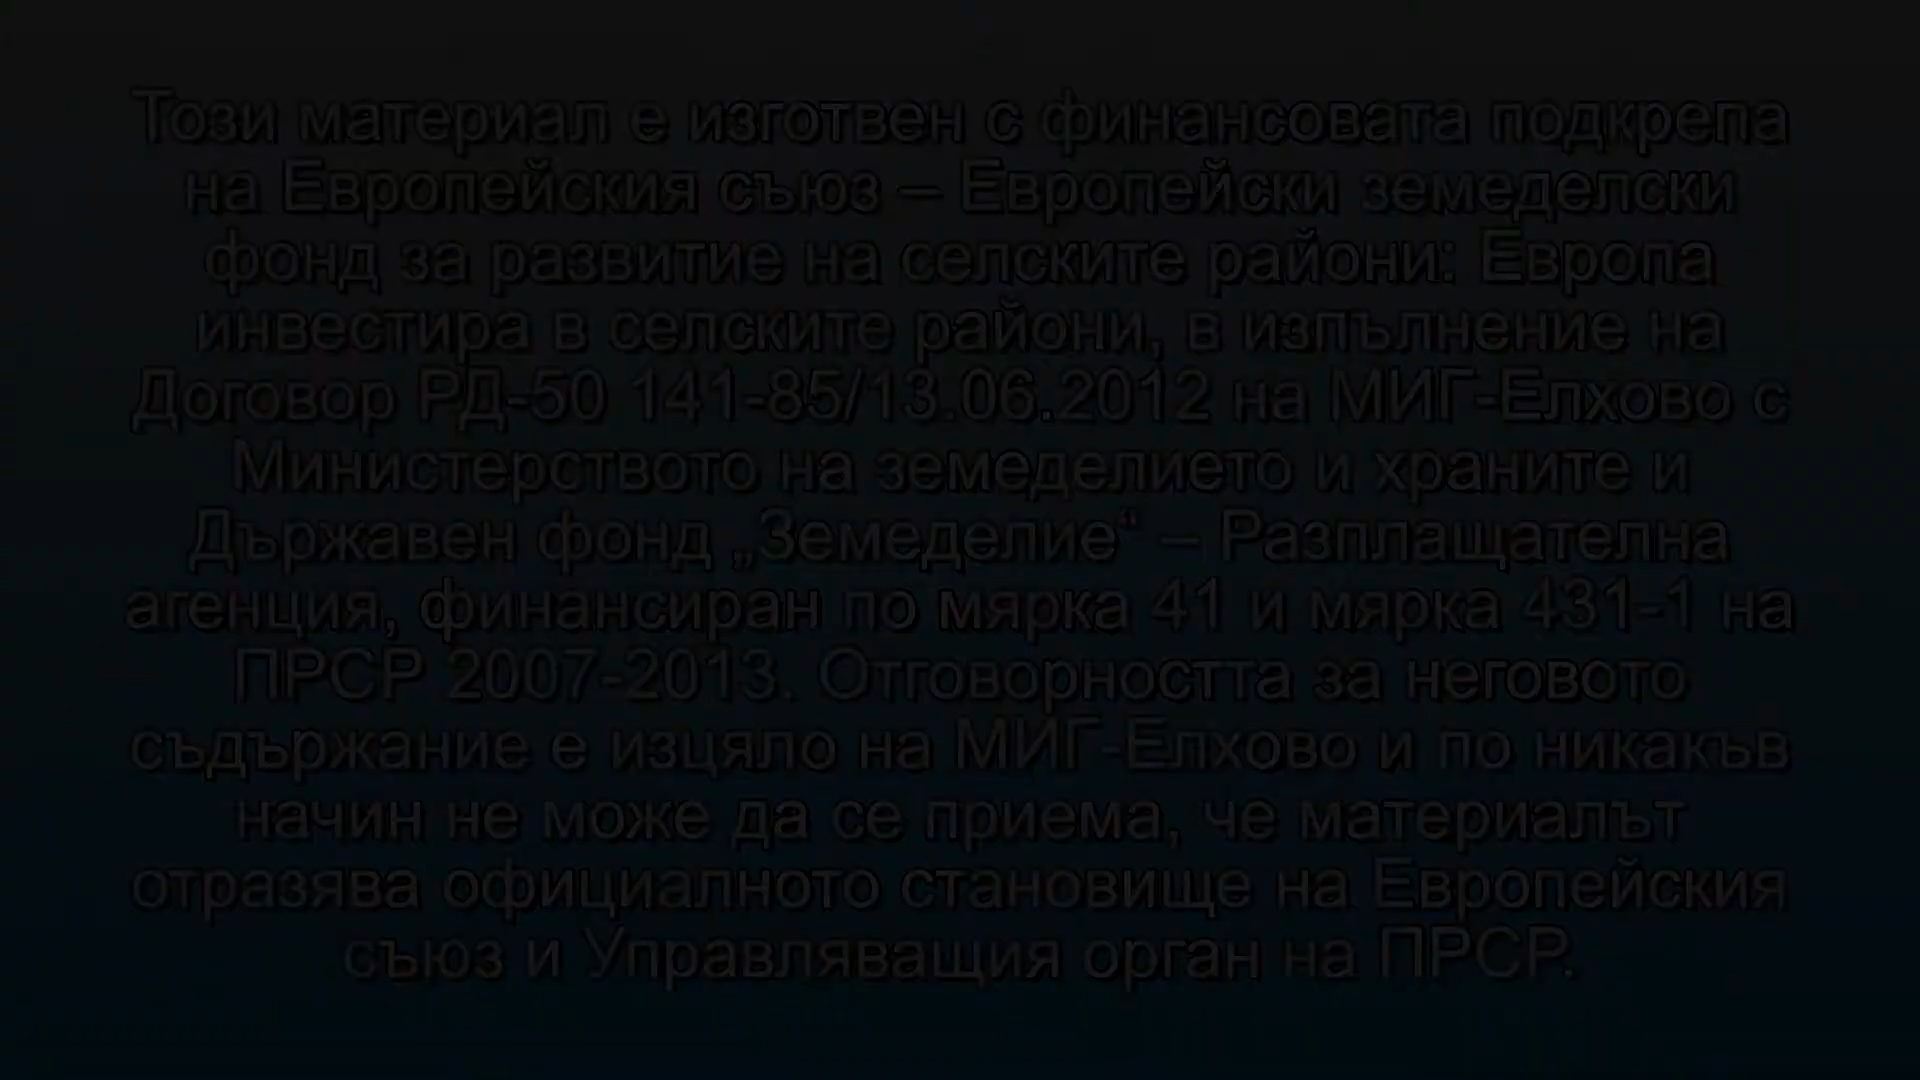 Този материал е изготвен с финансовата подкрепа
на Европейския съюз – Европейски земеделски
фонд за развитие на селските райони: Европа
инвестира в селските райони, в изпълнение на
Договор РД-50 141-85/13.06.2012 на МИГ-Елхово с
Министерството на земеделието и храните и
Държавен фонд „Земеделие“ – Разплащателна
агенция, финансиран по мярка 41 и мярка 431-1 на
ПРСР 2007-2013. Отговорността за неговото
съдържание е изцяло на МИГ-Елхово и по никакъв
начин не може да се приема, че материалът
отразява официалното становище на Европейския
съюз и Управляващия орган на ПРСР.